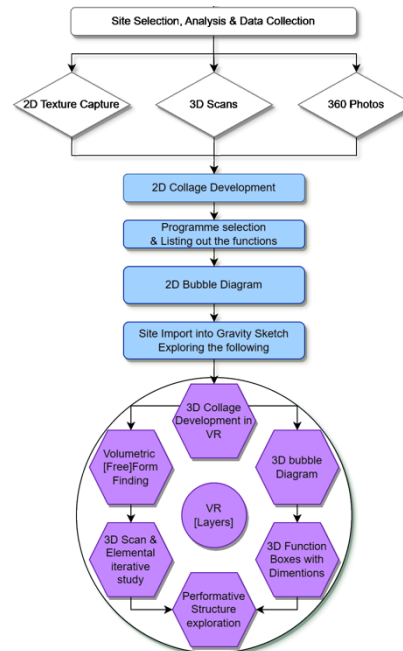 Site Selection, Analysis & Data Collection
2D Texture Capture
3D Scans
360 Photos
2D Collage Development
Programme selection
& Listing out the functions
2D Bubble Diagram
Site Import into Gravity Sketch
Exploring the following
3D Collage
Development in
VR
Volumetric
[Free]Form
Finding
3D bubble
Diagram
VR
[Layers]
3D Scan &
Elemental
iterative study
3D Function
Boxes with
Dimentions
Performative
Structure
exploration